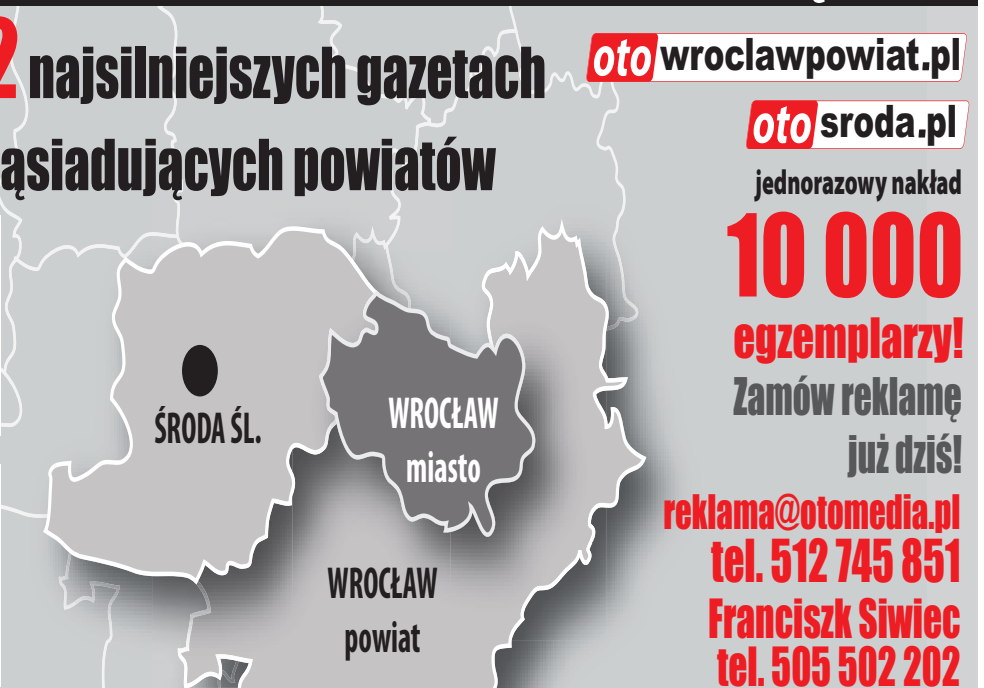 2 najsilniejszych gazetach
ąsiadujących powiatów
otowroclawpowiat.pl
otosroda.pl
jednorazowy nakład
10 000
egzemplarzy!
Zamów reklamę
już dziś!
reklama@otomedia.pl
tel. 512 745 851
Franciszk Siwiec
tel. 505 502 202
ŚRODA ŚL.
WROCŁAW
miasto
WROCŁAW
powiat